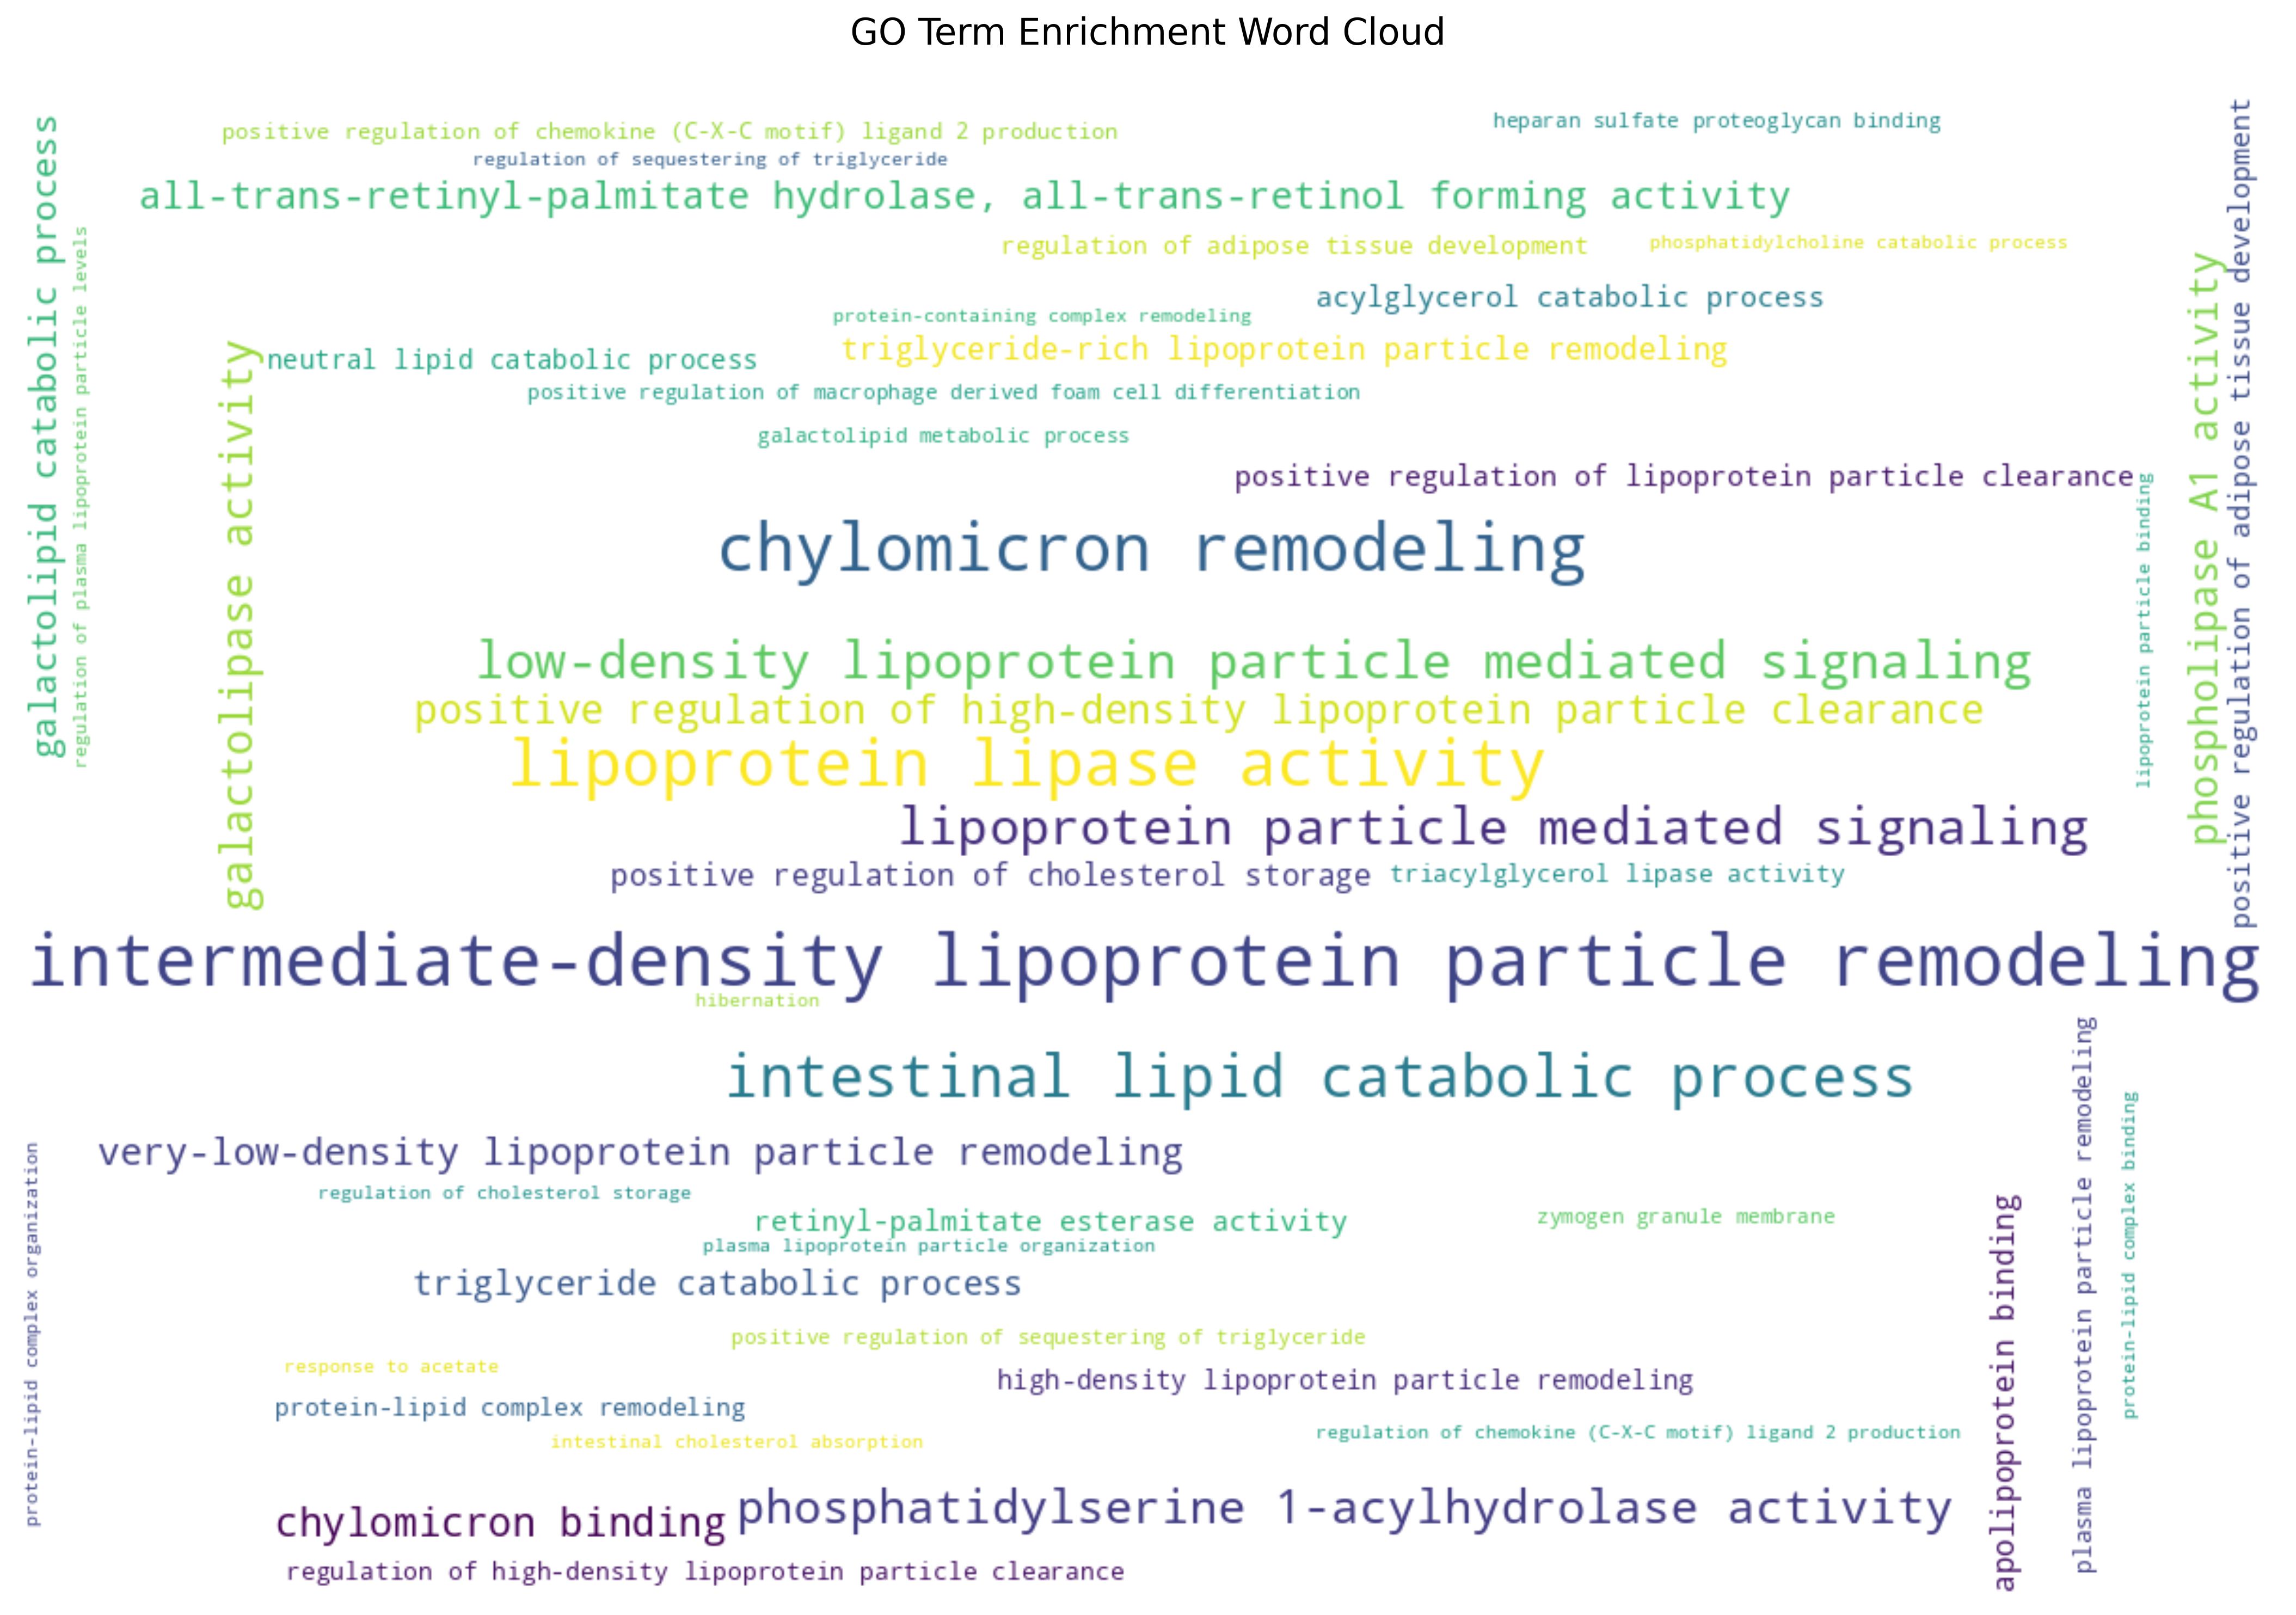 GO Term Enrichment Word Cloud
positive regulation of chemokine (C-X-C motif) ligand 2 production
heparan sulfate proteoglycan binding
regulation of sequestering of triglyceride
all-trans-retinyl-palmitate hydrolase, all-trans-retinol forming activity
regulation of adipose tissue development
phosphatidylcholine catabolic process
acylglycerol catabolic process
protein-containing complex remodeling
triglyceride-rich lipoprotein particle remodeling
neutral lipid catabolic process
positive regulation of macrophage derived foam cell differentiation
galactolipid metabolic process
positive regulation of lipoprotein particle clearance
galactolipid catabolic process
regulation of plasma lipoprotein particle levels
galactolipase activity
lipoprotein particle binding
phospholipase A1 activity
positive regulation of adipose tissue development
chylomicron remodeling
low-density lipoprotein particle mediated signaling
positive regulation of high-density lipoprotein particle clearance
lipoprotein lipase activity
lipoprotein particle mediated signaling
positive regulation of cholesterol storage
triacylglycerol lipase activity
intermediate-density lipoprotein particle remodeling
hibernation
intestinal lipid catabolic process
very-low-density lipoprotein particle remodeling
regulation of cholesterol storage
retinyl-palmitate esterase activity
zymogen granule membrane
plasma lipoprotein particle organization
triglyceride catabolic process
positive regulation of sequestering of triglyceride
response to acetate
high-density lipoprotein particle remodeling
protein-lipid complex remodeling
regulation of chemokine (C-X-C motif) ligand 2 production
intestinal cholesterol absorption
protein-lipid complex organization
apolipoprotein binding
plasma lipoprotein particle remodeling
protein-lipid complex binding
chylomicron binding
phosphatidylserine 1-acylhydrolase activity
regulation of high-density lipoprotein particle clearance